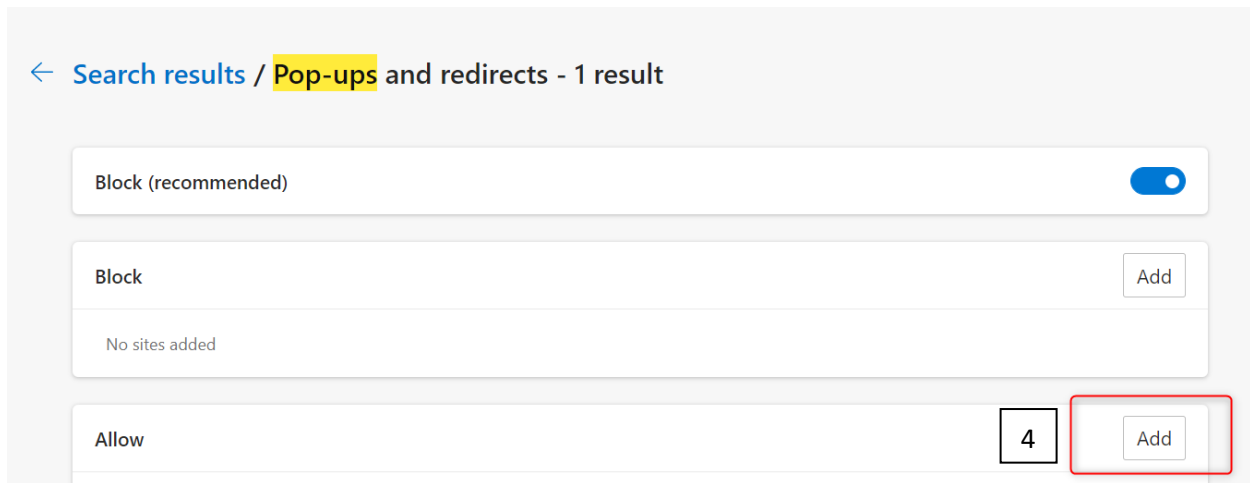 Search results / Pop-ups and redirects - 1 result
Block (recommended)
Block
Add
No sites added
Allow
4
Add